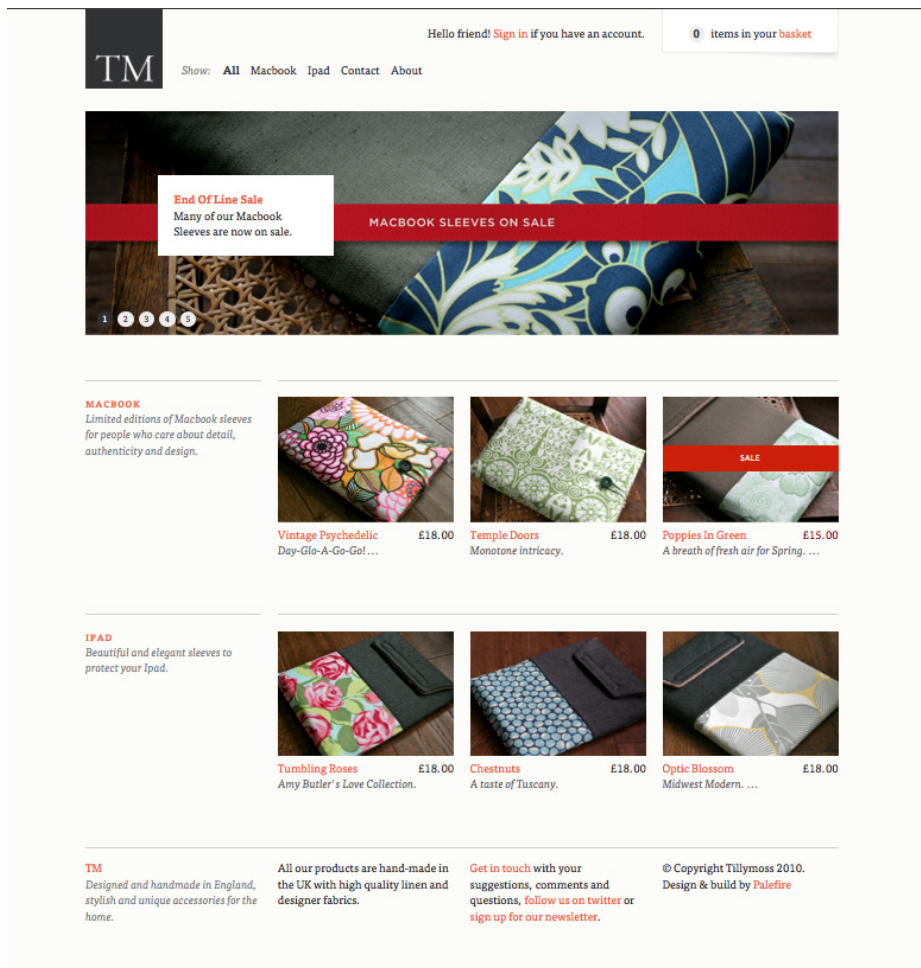 TM
Hello friend! Sign in if you have an account.
0 items in your basket
Show: All Macbook Ipad Contact About
End Of Line Sale
Many of our Macbook
Sleeves are now on sale.
MACBOOK SLEEVES ON SALE
1 2 3 4 5
MACBOOK
Limited editions of Macbook sleeves
for people who care about detail,
authenticity and design.
SALE
Vintage Psychedelic £18.00
Day-Glo-A-Go-Go! ...
Temple Doors £18.00
Monotone intricacy.
Poppies In Green £15.00
A breath of fresh air for Spring. ...
IPAD
Beautiful and elegant sleeves to
protect your Ipad.
Tumbling Roses £18.00
Amy Butler's Love Collection.
Chestnuts £18.00
A taste of Tuscany.
Optic Blossom £18.00
Midwest Modern. ...
TM
Designed and handmade in England,
stylish and unique accessories for the
home.
All our products are hand-made in
the UK with high quality linen and
designer fabrics.
Get in touch with your
suggestions, comments and
questions, follow us on twitter or
sign up for our newsletter.
© Copyright Tillymoss 2010.
Design & build by Palefire